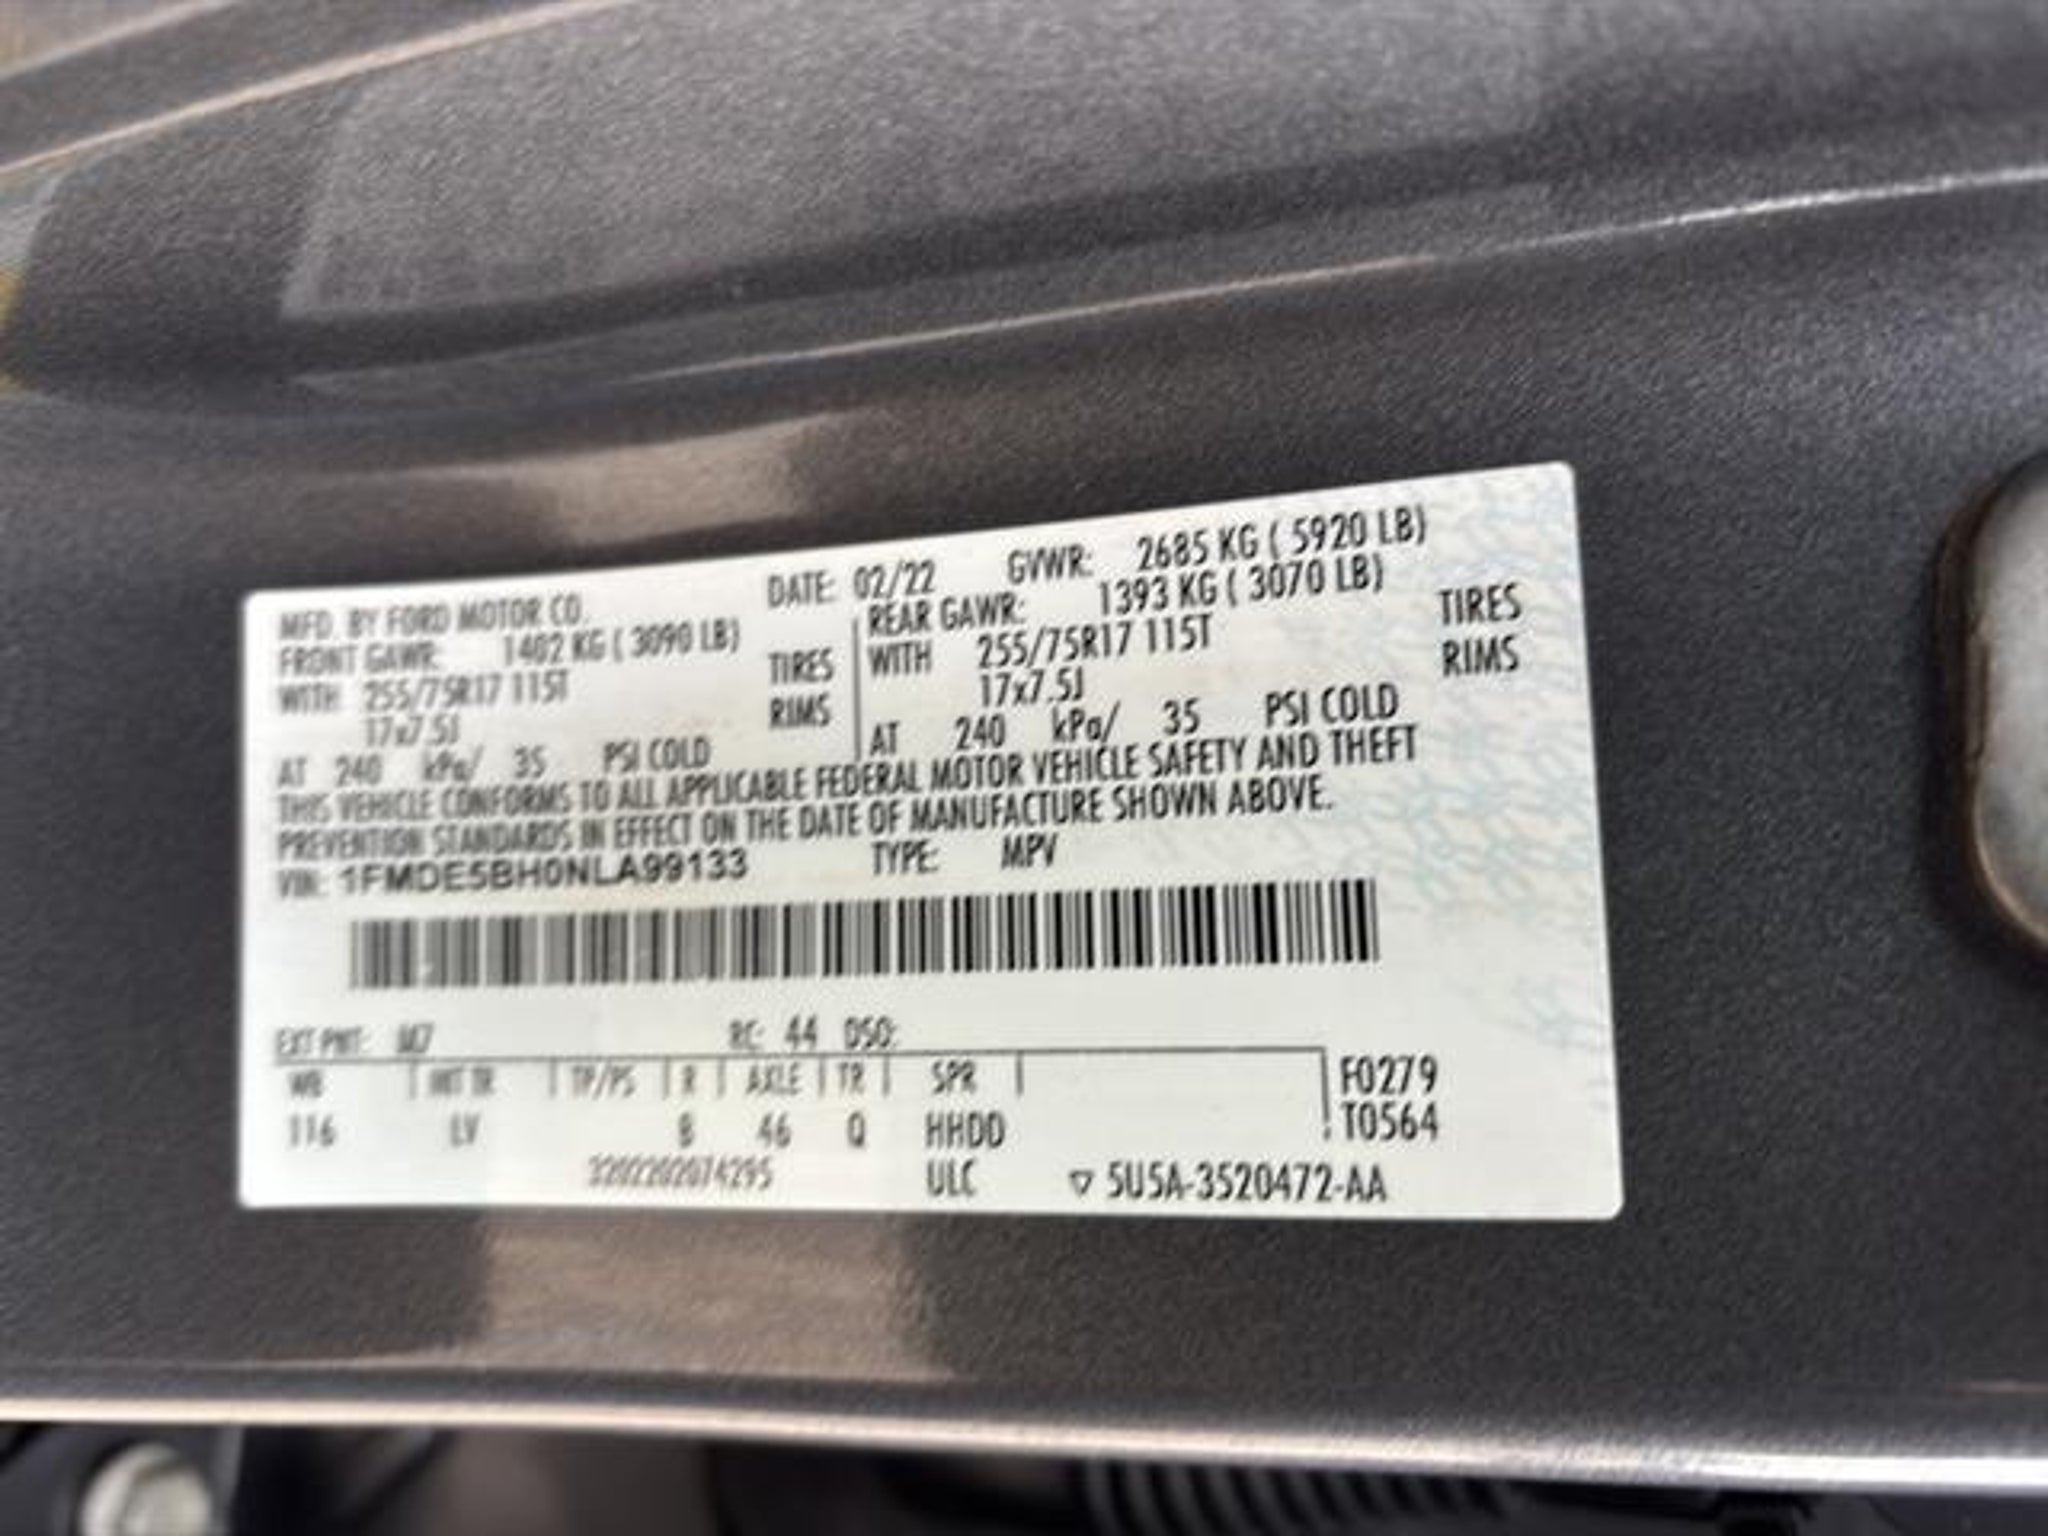 MFD. BY FORD MOTOR CO. DATE: 02/22 GVWR: 2685 KG ( 5920 LB)
FRONT GAWR: 1402 KG ( 3090 LB) REAR GAWR: 1393 KG ( 3070 LB)
WITH 255/75R17 115T TIRES WITH 255/75R17 115T TIRES
17x7.5J RIMS 17x7.5J RIMS
AT 240 kPa/ 35 PSI COLD AT 240 kPa/ 35 PSI COLD
THIS VEHICLE CONFORMS TO ALL APPLICABLE FEDERAL MOTOR VEHICLE SAFETY AND THEFT
PREVENTION STANDARDS IN EFFECT ON THE DATE OF MANUFACTURE SHOWN ABOVE.
VIN: 1FMDE5BH0NLA99133 TYPE: MPV
EXT PNT: M7 RC: 44 DSO:
WB INT TR TP/PS R AXLE TR SPR F0279
116 LV B 46 Q HHDD T0564
3202202074295 ULC ▽ 5U5A-3520472-AA